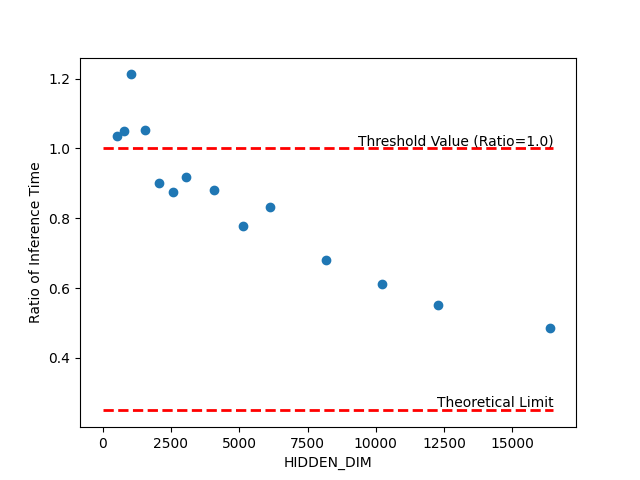 1.2
Threshold Value (Ratio=1.0)
1.0
0.8
0.6
0.4
Ratio of Inference Time
Theoretical Limit
0 2500 5000 7500 10000 12500 15000
HIDDEN_DIM